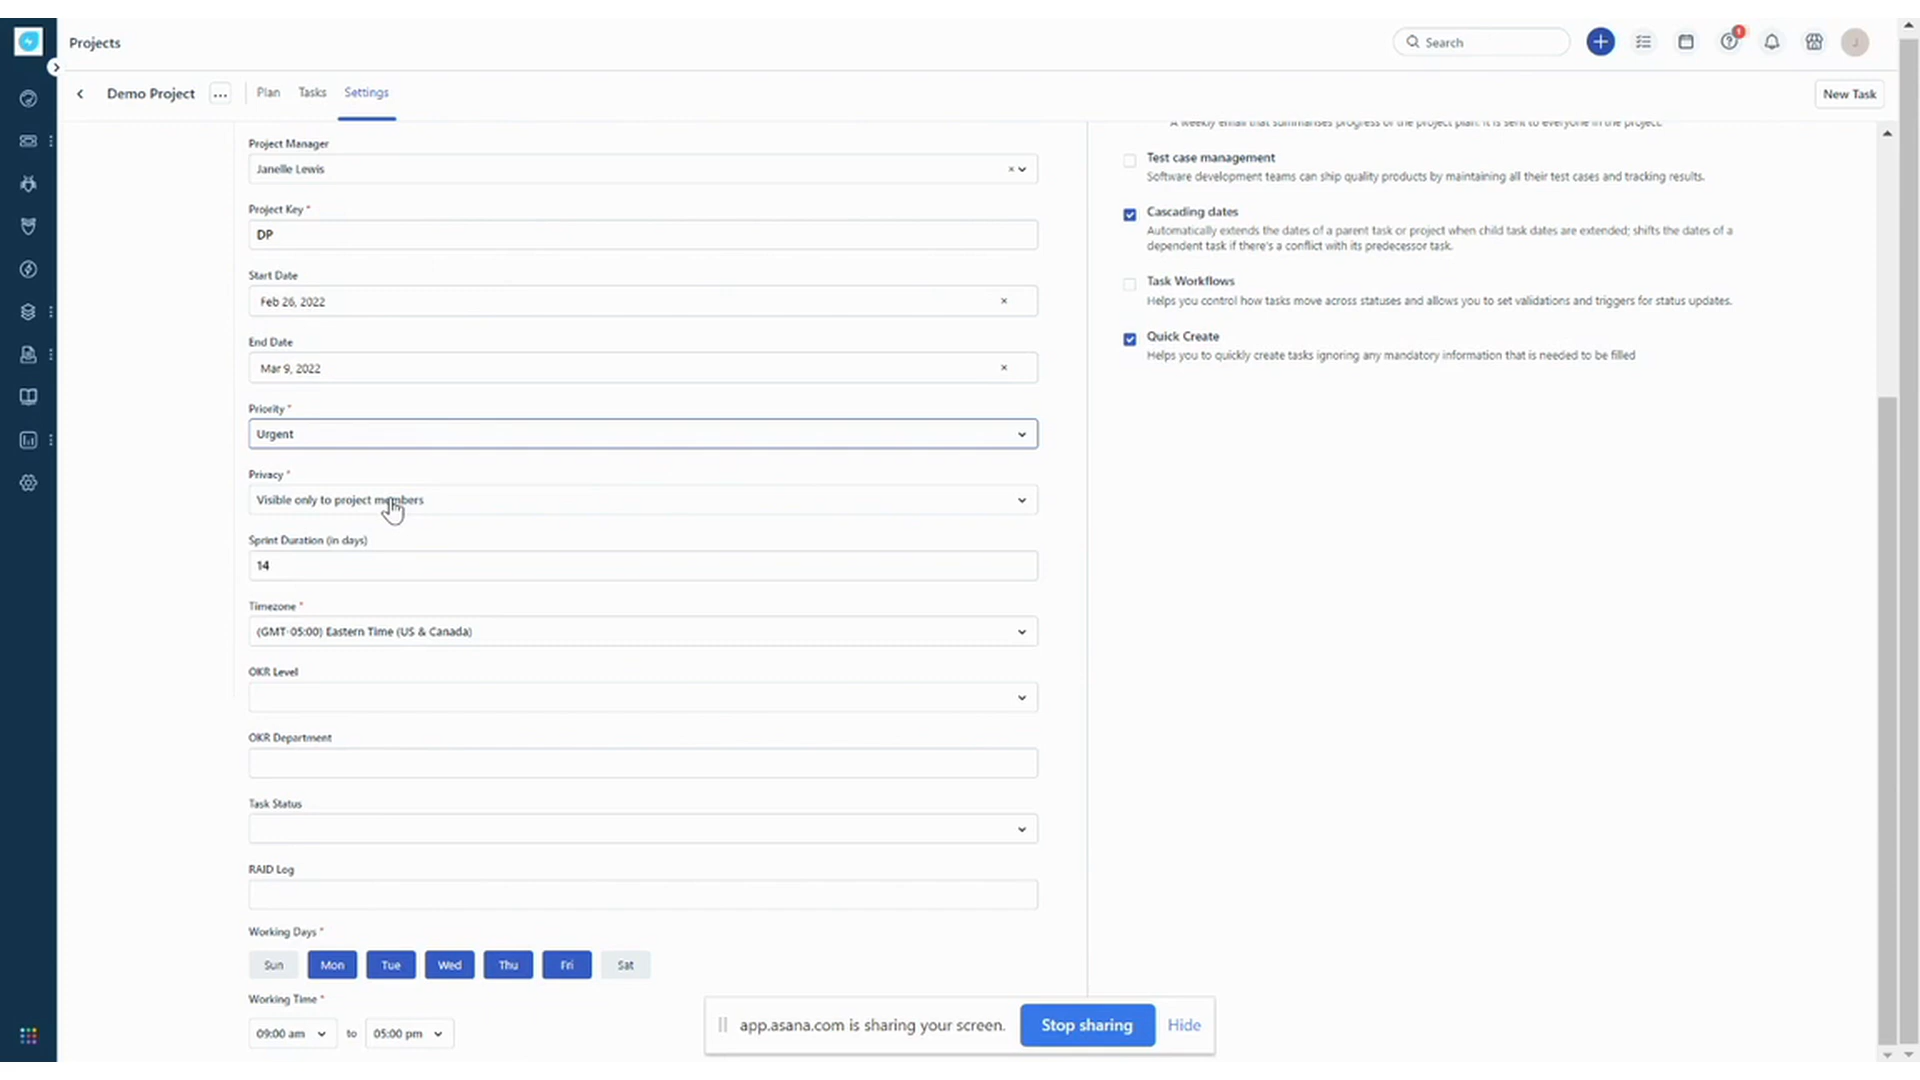 Projects
Search
1
J
Demo Project
...
Plan
Tasks
Settings
New Task
Project Manager
Janelle Lewis
Project Key *
DP
Start Date
Feb 26, 2022
End Date
Mar 9, 2022
Priority *
Urgent
Privacy *
Visible only to project members
Sprint Duration (in days)
14
Timezone *
(GMT-05:00) Eastern Time (US & Canada)
OKR Level
OKR Department
Task Status
RAID Log
Working Days *
Sun Mon Tue Wed Thu Fri Sat
Working Time *
09:00 am to 05:00 pm
A weekly email that summarises progress of the project plan. It is sent to everyone in the project.
Test case management
Software development teams can ship quality products by maintaining all their test cases and tracking results.
Cascading dates
Automatically extends the dates of a parent task or project when child task dates are extended; shifts the dates of a
dependent task if there's a conflict with its predecessor task.
Task Workflows
Helps you control how tasks move across statuses and allows you to set validations and triggers for status updates.
Quick Create
Helps you to quickly create tasks ignoring any mandatory information that is needed to be filled
app.asana.com is sharing your screen.
Stop sharing
Hide